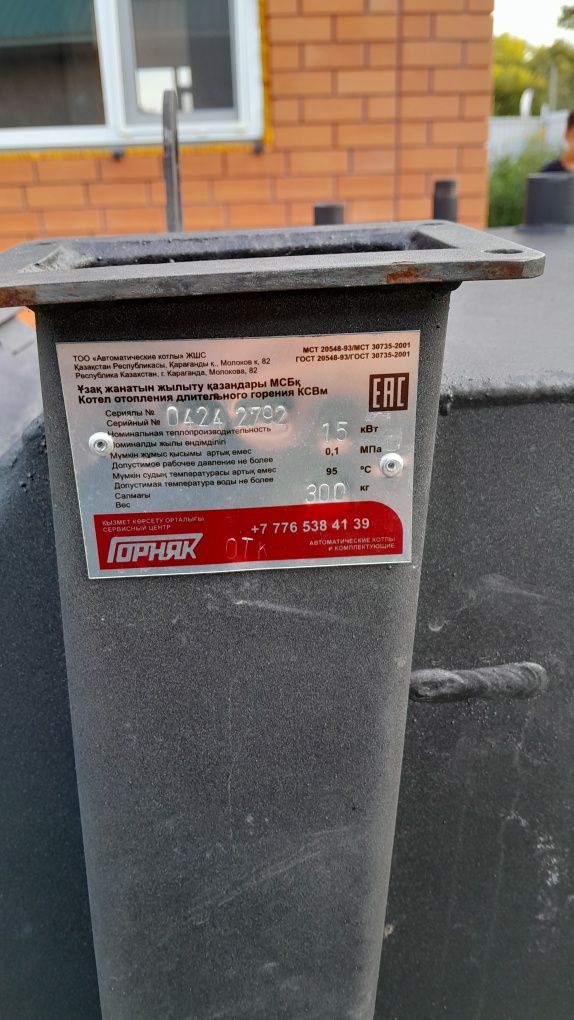 ТОО «Автоматические котлы» ЖШС
Қазақстан Республикасы, Қарағанды қ., Молоков к, 82
Республика Казахстан, г. Караганда, Молокова, 82
МСТ 20548-93/МСТ 30735-2001
ГОСТ 20548-93/ГОСТ 30735-2001
Ұзақ жанатын жылыту қазандары МСБқ
Котел отопления длительного горения КСВм
EAC
Сериялы №
Серийный № 0424 2792
Номинальная теплопроизводительность 15 кВт
Номиналды жылы өндімділігі
Мүмкін жұмыс қысымы артық емес 0,1 МПа
Допустимое рабочее давление не более
Мүмкін судың температурасы артық емес 95 °C
Допустимая температура воды не более
Салмағы 300 кг
Вес
ҚЫЗМЕТ КӨРСЕТУ ОРТАЛЫҒЫ
СЕРВИСНЫЙ ЦЕНТР
+7 776 538 41 39
ГОРНЯК
ОТК
АВТОМАТИЧЕСКИЕ КОТЛЫ
И КОМПЛЕКТУЮЩИЕ